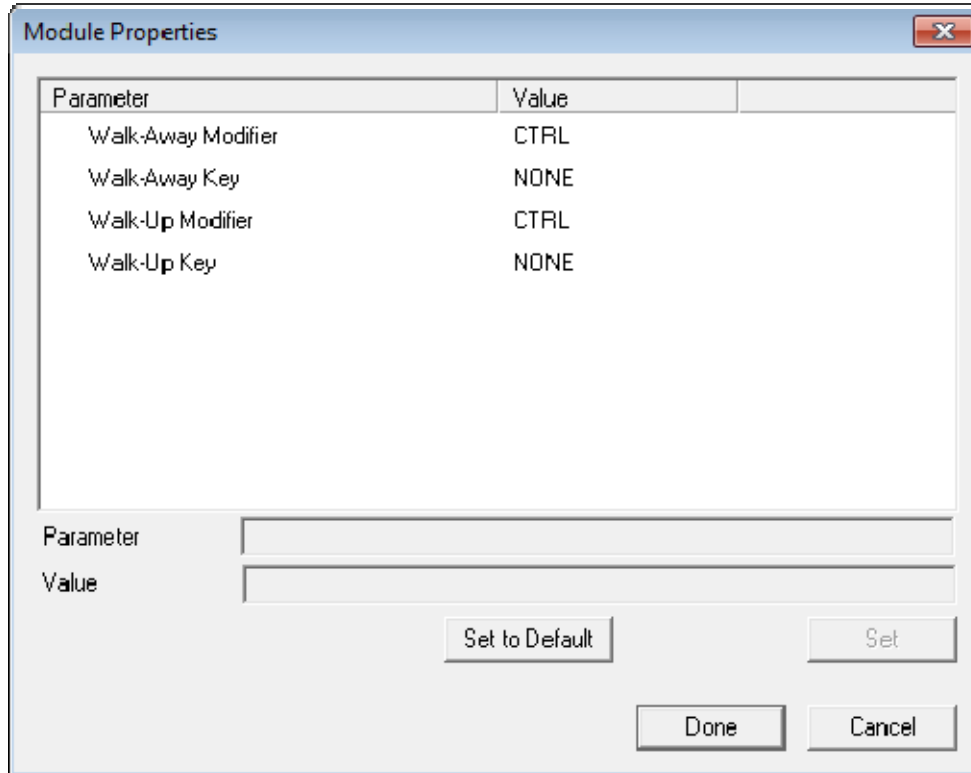 Module Properties
Parameter Value
Walk-Away Modifier CTRL
Walk-Away Key NONE
Walk-Up Modifier CTRL
Walk-Up Key NONE
Parameter
Value
Set to Default Set
Done Cancel